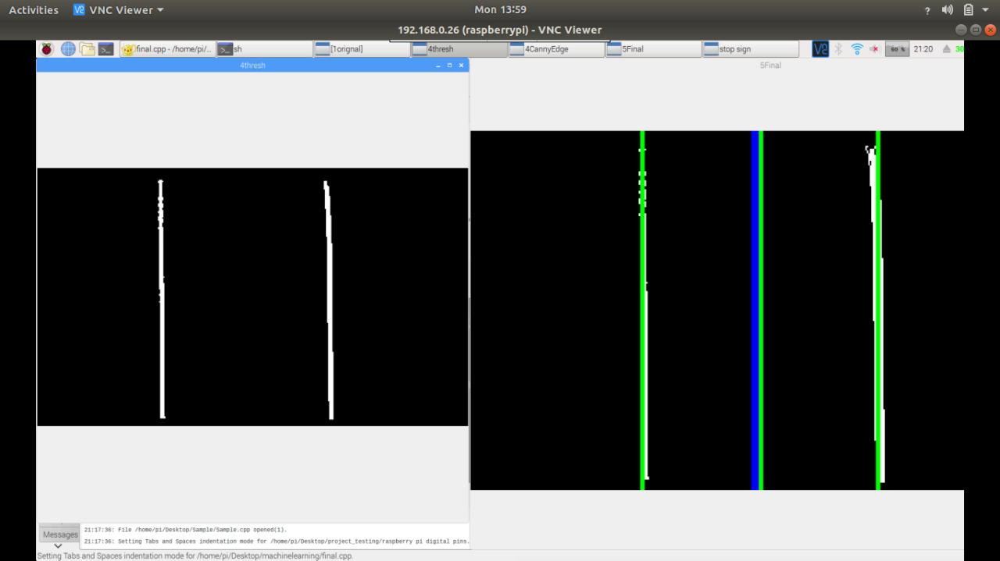 Activities VNC Viewer Mon 13:59
192.168.0.26 (raspberrypi) - VNC Viewer
final.cpp - /home/pi/... sh [1orignal] 4thresh 4CannyEdge 5Final stop sign 60 % 21:20 30
4thresh 5Final
Messages
21:17:36: File /home/pi/Desktop/Sample/Sample.cpp opened(1).
21:17:36: Setting Tabs and Spaces indentation mode for /home/pi/Desktop/project_testing/raspberry pi digital pins.
Setting Tabs and Spaces indentation mode for /home/pi/Desktop/machinelearning/final.cpp.